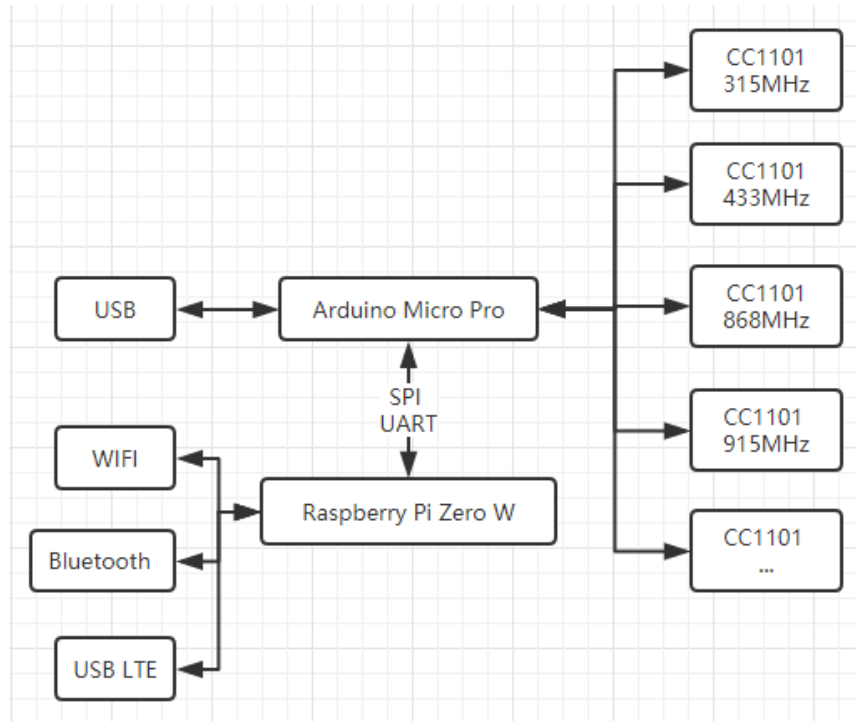 CC1101
315MHz
CC1101
433MHz
USB
Arduino Micro Pro
CC1101
868MHz
SPI
UART
WIFI
CC1101
915MHz
Raspberry Pi Zero W
Bluetooth
CC1101
...
USB LTE